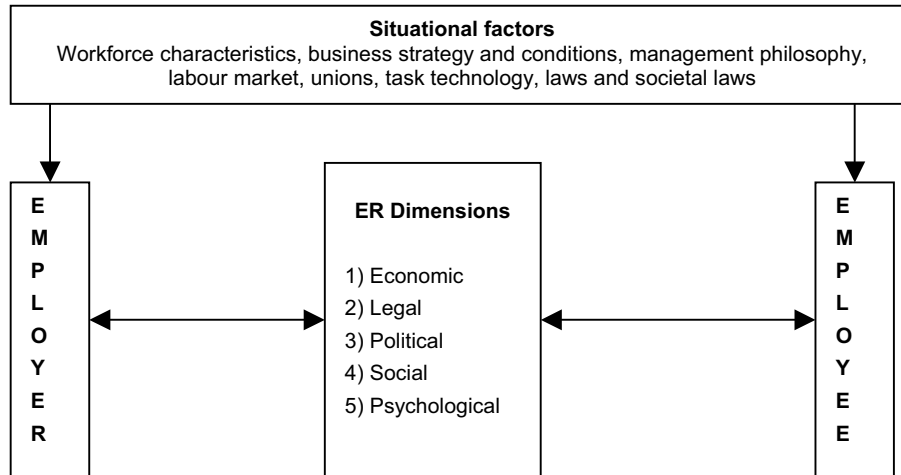 Situational factors
Workforce characteristics, business strategy and conditions, management philosophy,
labour market, unions, task technology, laws and societal laws
E
M
P
L
O
Y
E
R
ER Dimensions
1) Economic
2) Legal
3) Political
4) Social
5) Psychological
E
M
P
L
O
Y
E
E